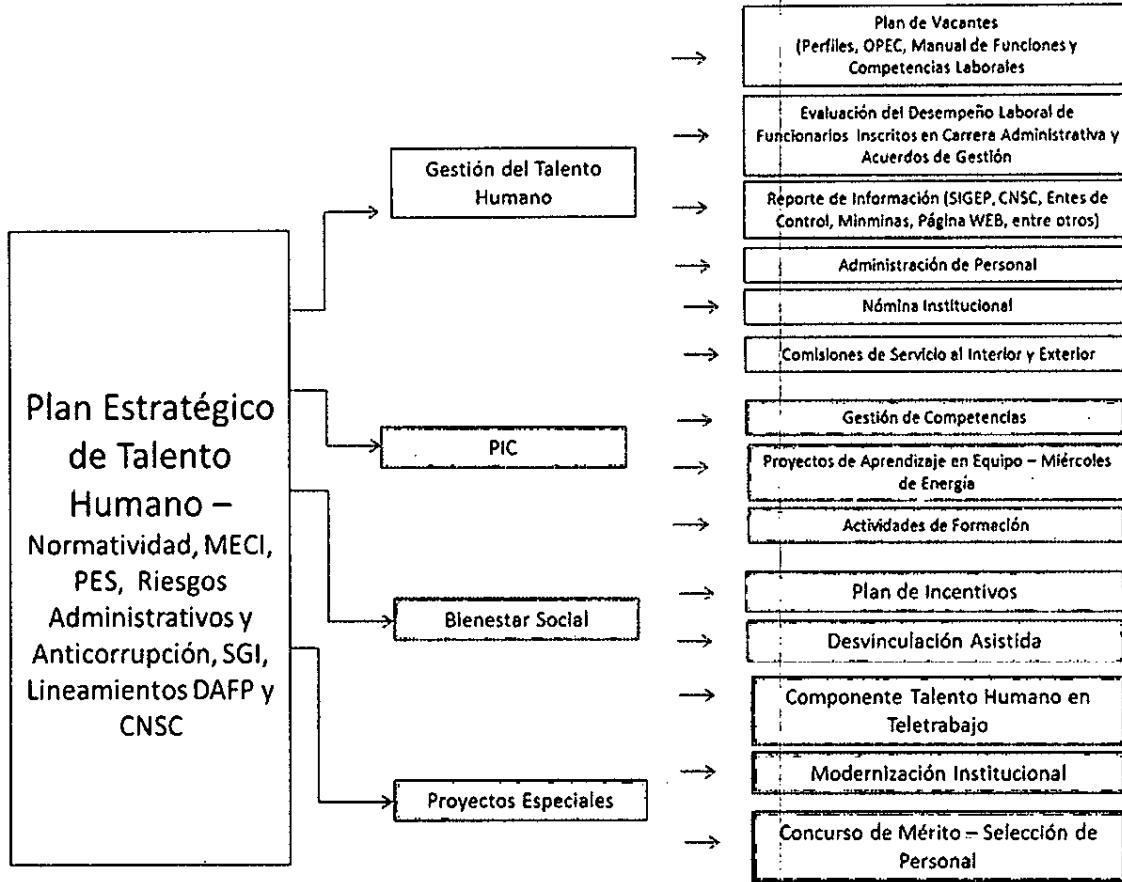 Plan Estratégico
de Talento
Humano –
Normatividad, MECI,
PES, Riesgos
Administrativos y
Anticorrupción, SGI,
Lineamientos DAFP y
CNSC
Gestión del Talento
Humano
Plan de Vacantes
(Perfiles, OPEC, Manual de Funciones y
Competencias Laborales
Evaluación del Desempeño Laboral de
Funcionarios Inscritos en Carrera Administrativa y
Acuerdos de Gestión
Reporte de Información (SIGEP, CNSC, Entes de
Control, Minminas, Página WEB, entre otros)
Administración de Personal
Nómina Institucional
Comisiones de Servicio al Interior y Exterior
PIC
Gestión de Competencias
Proyectos de Aprendizaje en Equipo – Miércoles
de Energía
Actividades de Formación
Bienestar Social
Plan de Incentivos
Desvinculación Asistida
Proyectos Especiales
Componente Talento Humano en
Teletrabajo
Modernización Institucional
Concurso de Mérito – Selección de
Personal